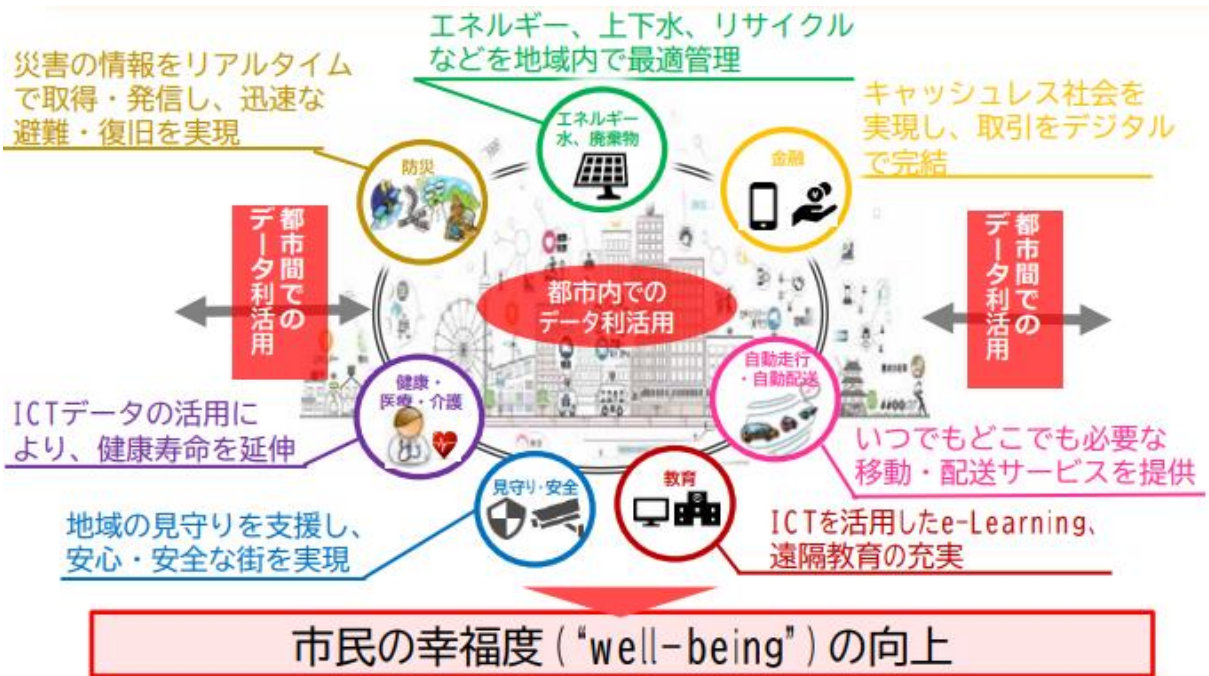 エネルギー、上下水、リサイクル
などを地域内で最適管理
災害の情報をリアルタイム
で取得・発信し、迅速な
避難・復旧を実現
キャッシュレス社会を
実現し、取引をデジタル
で完結
エネルギー
水、廃棄物
防災
金融
都市間での
データ利活用
都市内での
データ利活用
都市間での
データ利活用
健康・
医療・介護
自動走行
・自動配送
ICTデータの活用に
より、健康寿命を延伸
いつでもどこでも必要な
移動・配送サービスを提供
見守り・安全
教育
地域の見守りを支援し、
安心・安全な街を実現
ICTを活用したe-Learning、
遠隔教育の充実
市民の幸福度(“well-being”)の向上